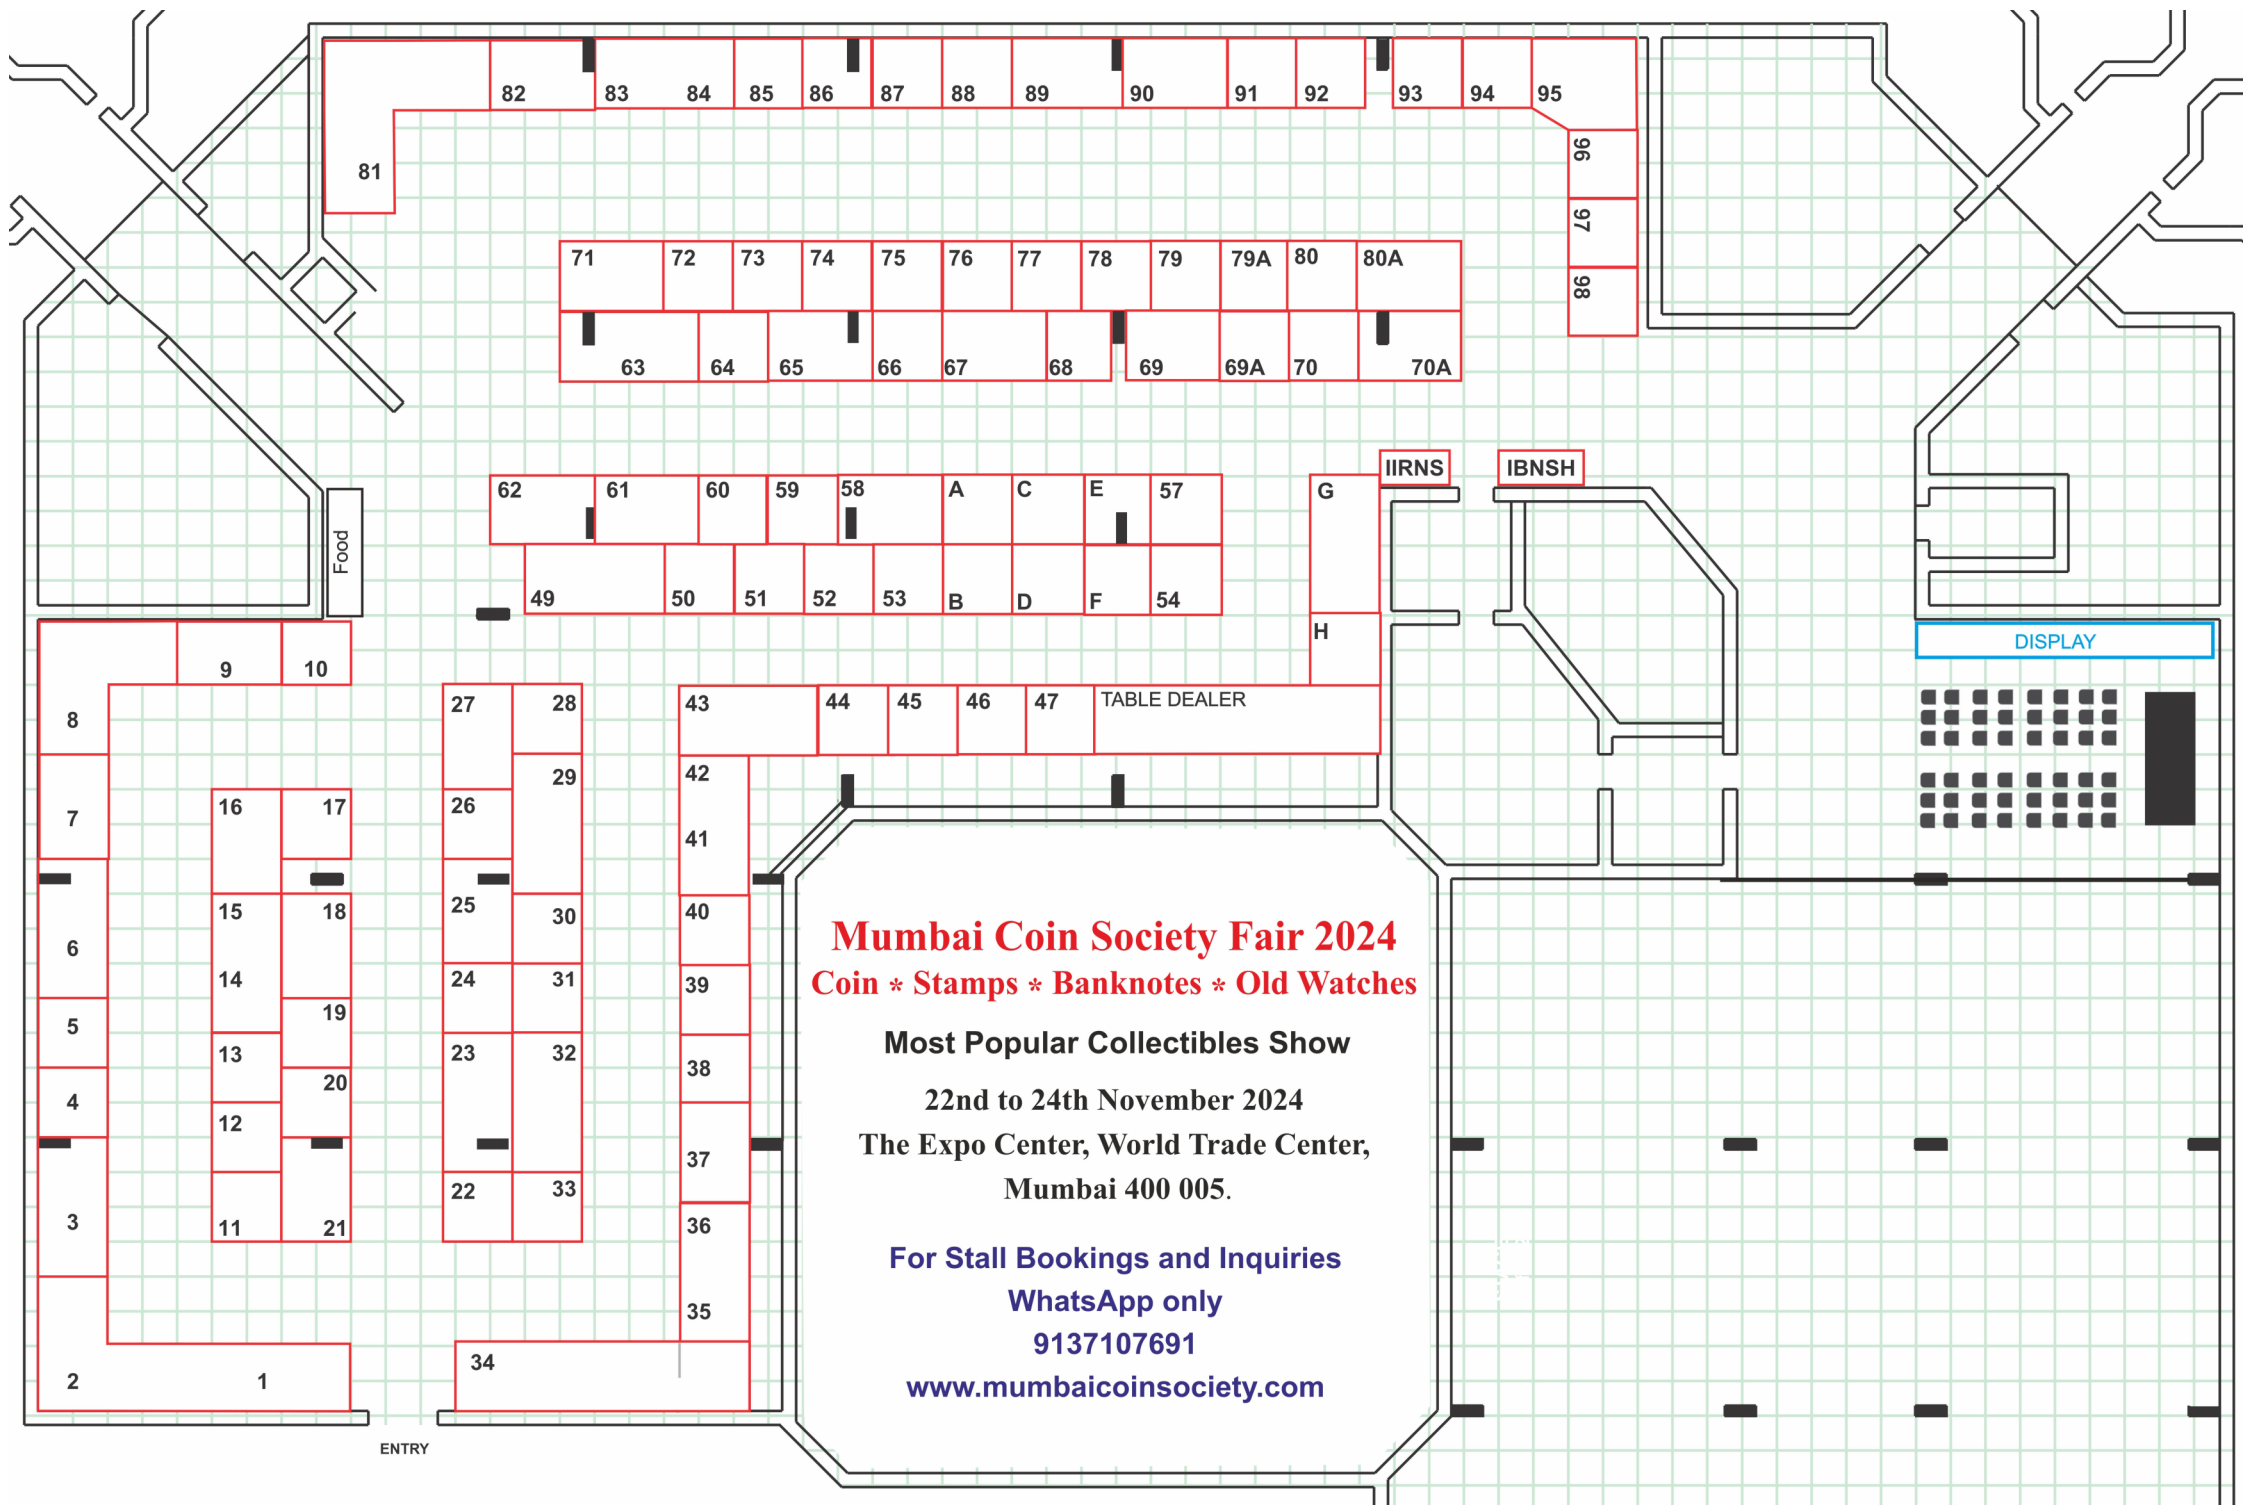 82 83 84 85 86 87 88 89 90 91 92 93 94 95
96
81
97
71 72 73 74 75 76 77 78 79 79A 80 80A
98
63 64 65 66 67 68 69 69A 70 70A
IIRNS IBNSH
62 61 60 59 58 A C E 57 G
Food
49 50 51 52 53 B D F 54
H
DISPLAY
9 10
27 28 43 44 45 46 47 TABLE DEALER
8
42
29
16 17 26
7
41
25
15 18 30 40
6
14 24 31 39
19
5
13 23 32
38
20
4
12
37
22 33
3 11 21 36
35
34
2 1
ENTRY
Mumbai Coin Society Fair 2024
Coin * Stamps * Banknotes * Old Watches
Most Popular Collectibles Show
22nd to 24th November 2024
The Expo Center, World Trade Center,
Mumbai 400 005.
For Stall Bookings and Inquiries
WhatsApp only
9137107691
www.mumbaicoinsociety.com